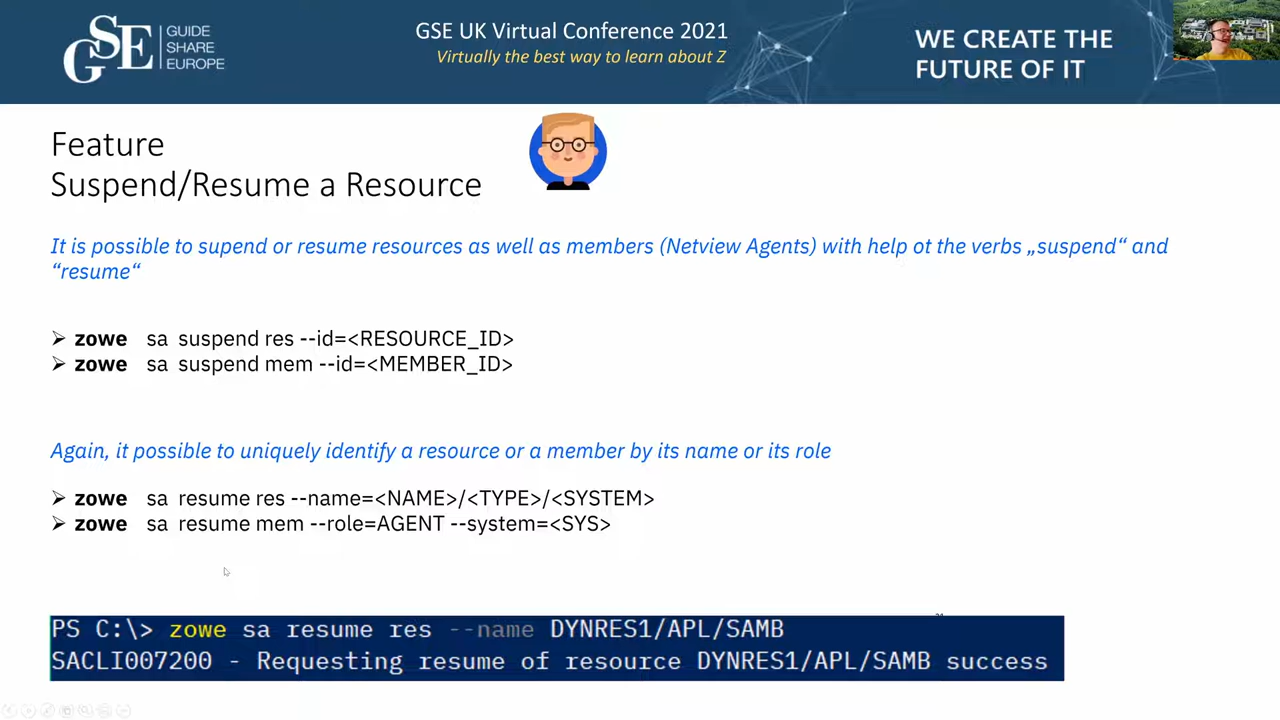 GSE
GUIDE
SHARE
EUROPE
GSE UK Virtual Conference 2021
Virtually the best way to learn about Z
WE CREATE THE
FUTURE OF IT
Feature
Suspend/Resume a Resource
It is possible to supend or resume resources as well as members (Netview Agents) with help ot the verbs „suspend“ and
“resume“
➢ zowe sa suspend res --id=<RESOURCE_ID>
➢ zowe sa suspend mem --id=<MEMBER_ID>
Again, it possible to uniquely identify a resource or a member by its name or its role
➢ zowe sa resume res --name=<NAME>/<TYPE>/<SYSTEM>
➢ zowe sa resume mem --role=AGENT --system=<SYS>
PS C:\> zowe sa resume res --name DYNRES1/APL/SAMB
SACLI007200 - Requesting resume of resource DYNRES1/APL/SAMB success